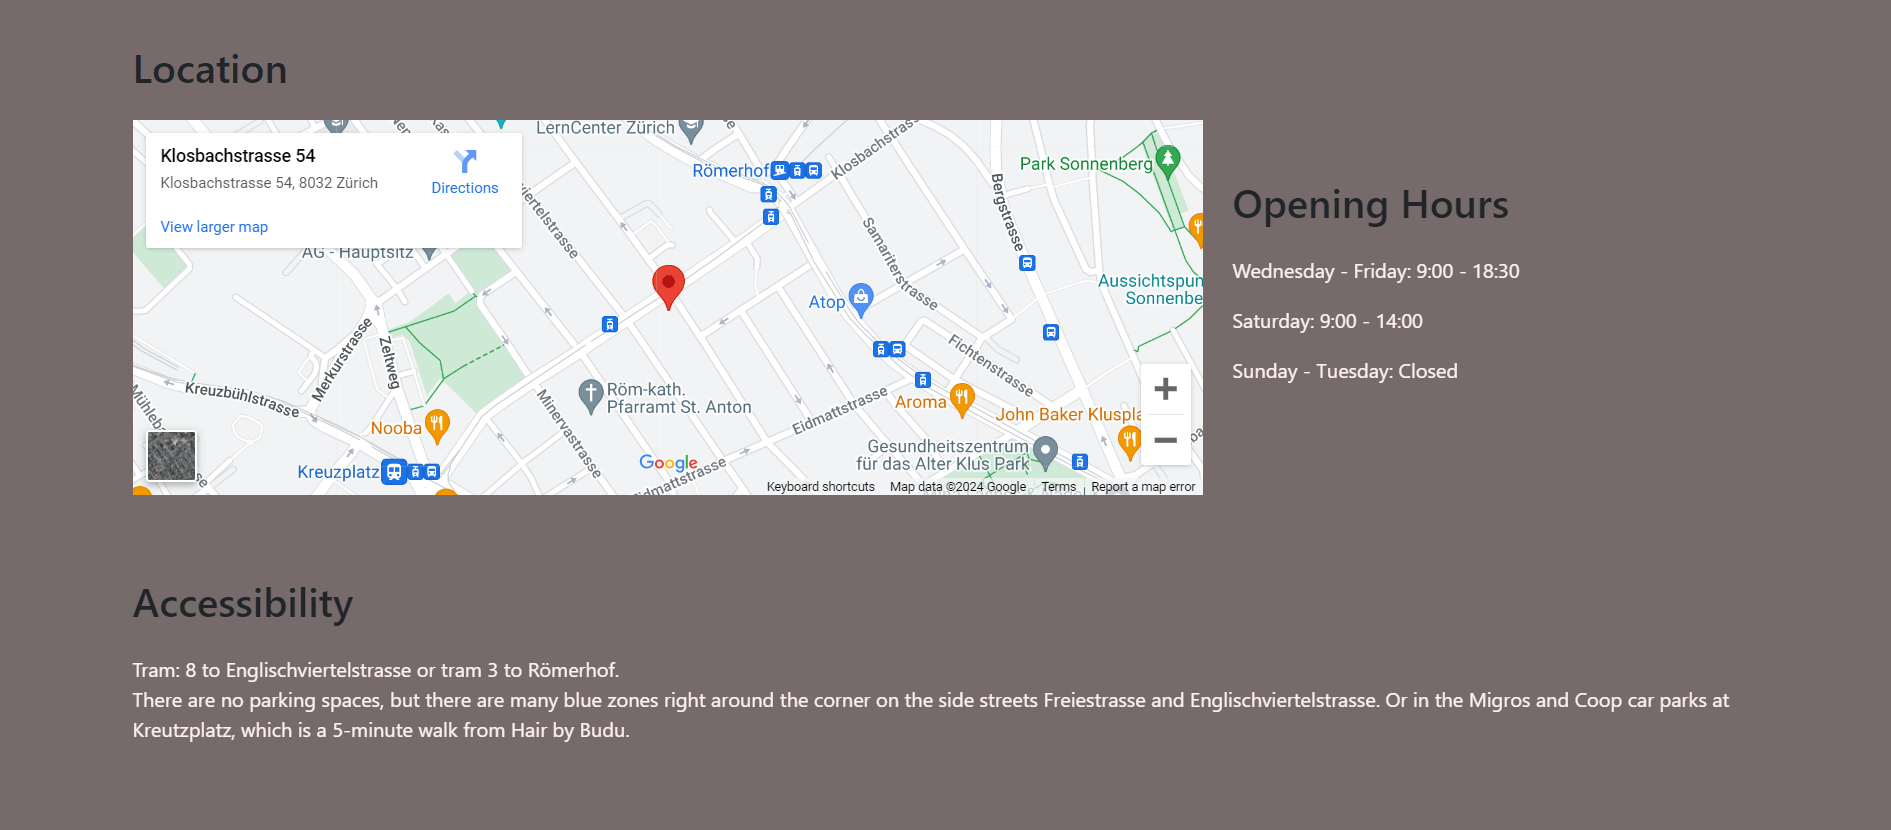 Location
Klosbachstrasse 54
Klosbachstrasse 54, 8032 Zürich
Directions
View larger map
LernCenter Zürich
Römerhof
Klosbachstrasse
Park Sonnenberg
Bergstrasse
Samariterstrasse
AG - Hauptsitz
Atop
Merkurstrasse
Zeltweg
Kreuzbühlstrasse
Fichtenstrasse
Röm-kath.
Pfarramt St. Anton
Minervastrasse
Eidmattstrasse
Aroma
Nooba
Gesundheitszentrum
für das Alter Klus Park
Kreuzplatz
Google
Eidmattstrasse
Keyboard shortcuts
Map data ©2024 Google
Terms
Report a map error
Opening Hours
Wednesday - Friday: 9:00 - 18:30
Saturday: 9:00 - 14:00
Sunday - Tuesday: Closed
Accessibility
Tram: 8 to Englischviertelstrasse or tram 3 to Römerhof.
There are no parking spaces, but there are many blue zones right around the corner on the side streets Freiestrasse and Englischviertelstrasse. Or in the Migros and Coop car parks at
Kreutzplatz, which is a 5-minute walk from Hair by Budu.